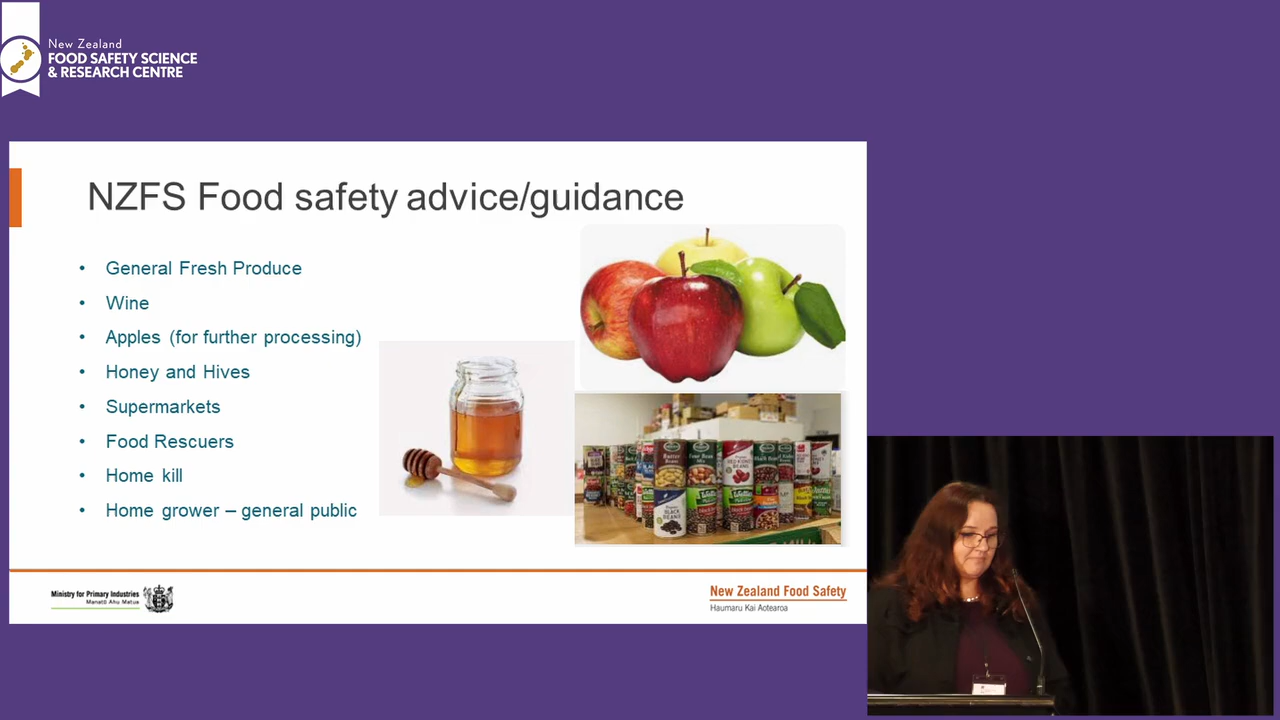 New Zealand
FOOD SAFETY SCIENCE
& RESEARCH CENTRE
NZFS Food safety advice/guidance
• General Fresh Produce
• Wine
• Apples (for further processing)
• Honey and Hives
• Supermarkets
• Food Rescuers
• Home kill
• Home grower – general public
Ministry for Primary Industries
Manatū Ahu Matua
New Zealand Food Safety
Haumaru Kai Aotearoa